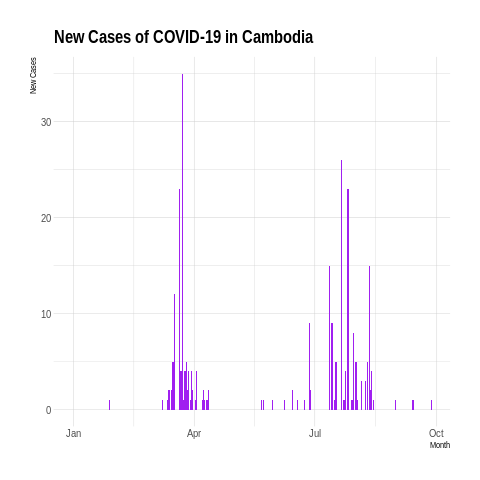 New Cases of COVID-19 in Cambodia
New Cases
30
20
10
0
Jan Apr Jul Oct
Month